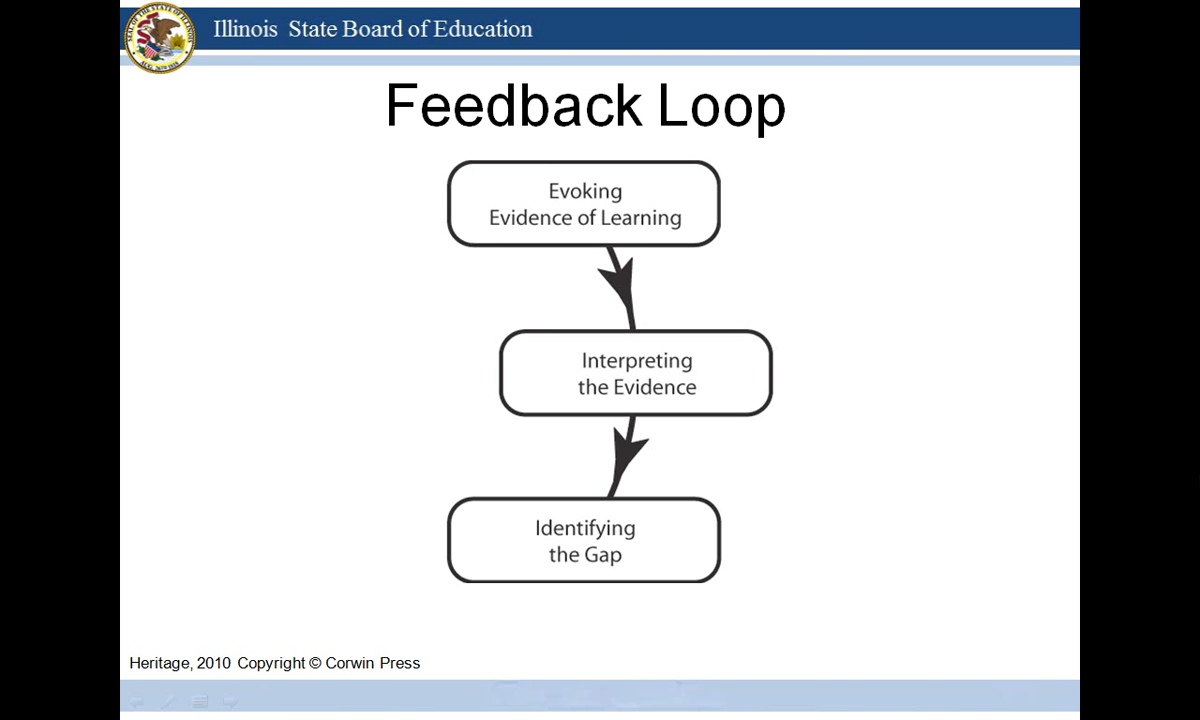 Illinois State Board of Education
Feedback Loop
Evoking
Evidence of Learning
Interpreting
the Evidence
Identifying
the Gap
Heritage, 2010 Copyright © Corwin Press